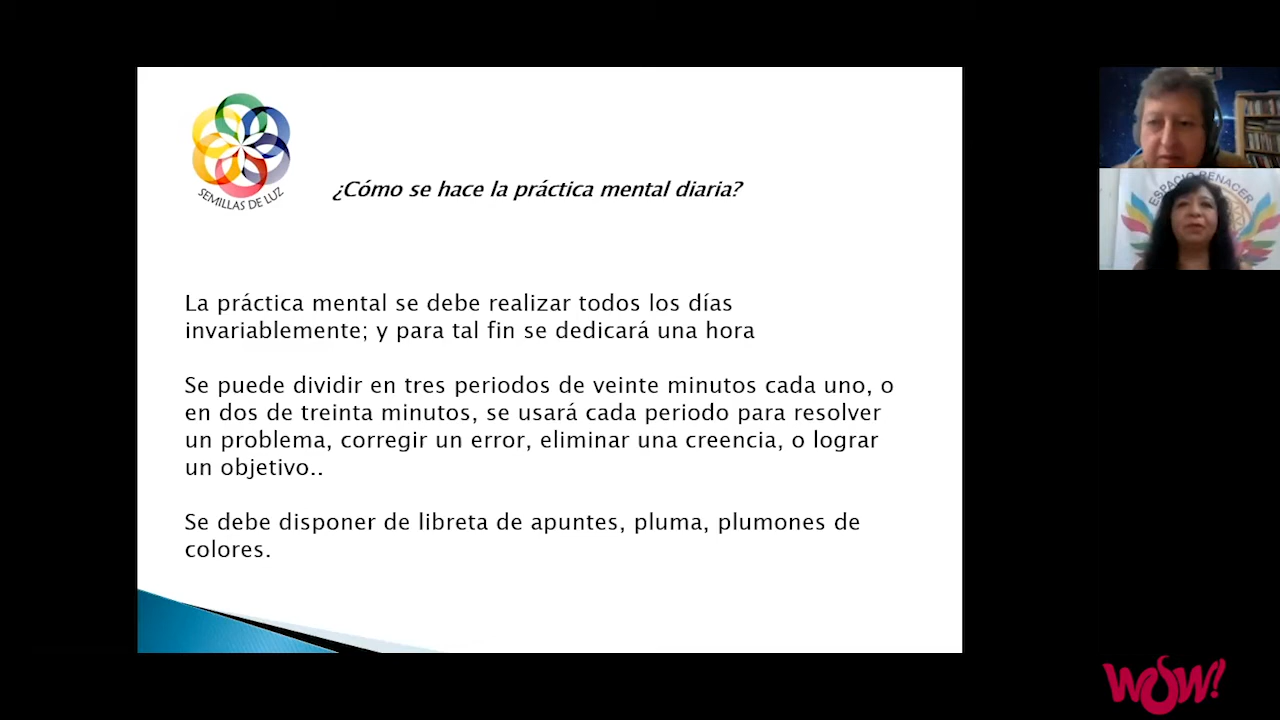 SEMILLAS DE LUZ
¿Cómo se hace la práctica mental diaria?
La práctica mental se debe realizar todos los días
invariablemente; y para tal fin se dedicará una hora
Se puede dividir en tres periodos de veinte minutos cada uno, o
en dos de treinta minutos, se usará cada periodo para resolver
un problema, corregir un error, eliminar una creencia, o lograr
un objetivo..
Se debe disponer de libreta de apuntes, pluma, plumones de
colores.
ESPACIO RENACER
WOW!